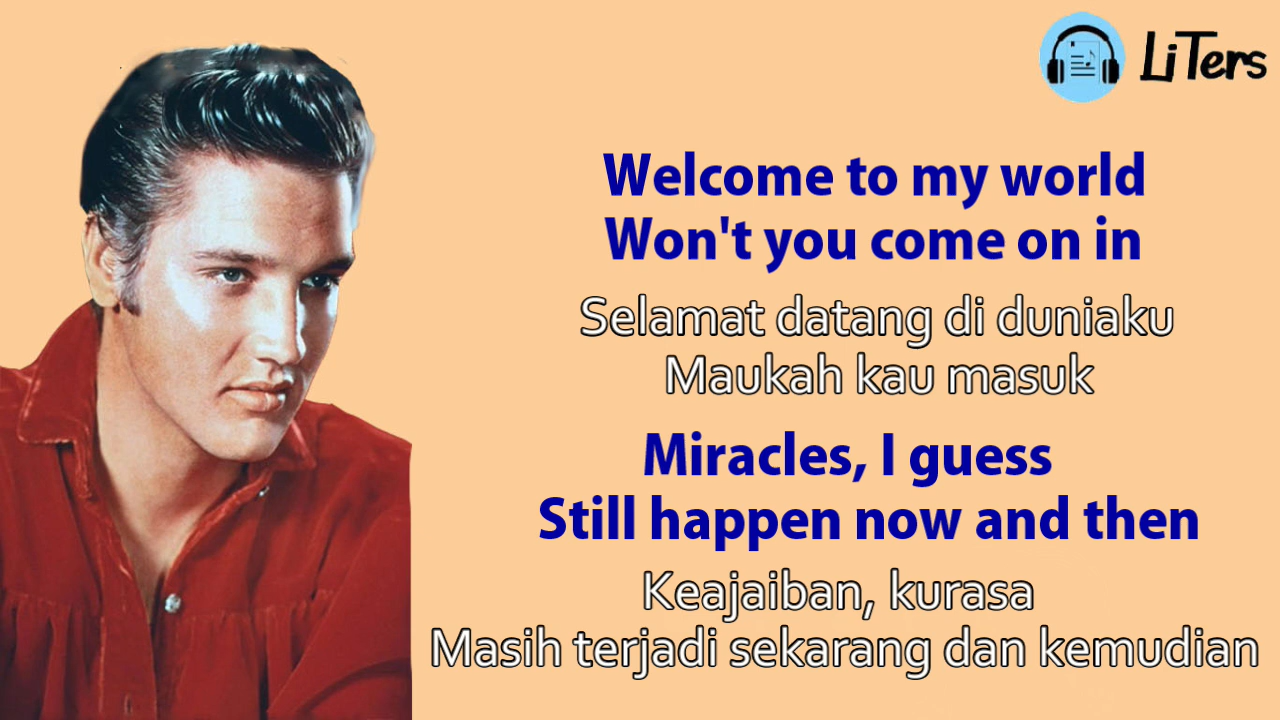 LiTers
Welcome to my world
Won't you come on in
Selamat datang di duniaku
Maukah kau masuk
Miracles, I guess
Still happen now and then
Keajaiban, kurasa
Masih terjadi sekarang dan kemudian